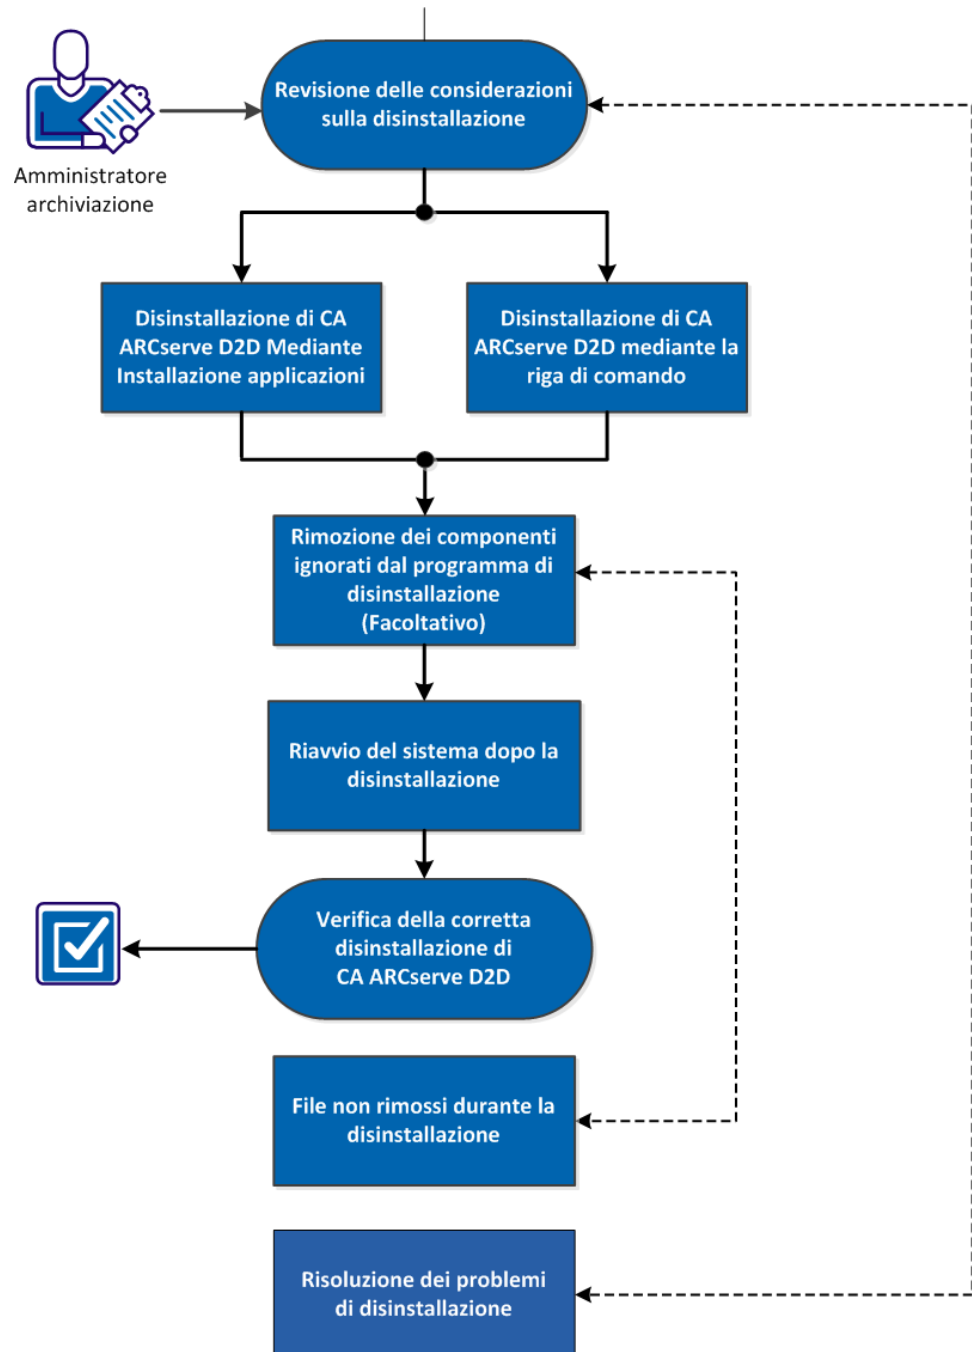 Revisione delle considerazioni
sulla disinstallazione
Amministratore
archiviazione
Disinstallazione di CA
ARCserve D2D Mediante
Installazione applicazioni
Disinstallazione di CA
ARCserve D2D mediante la
riga di comando
Rimozione dei componenti
ignorati dal programma di
disinstallazione
(Facoltativo)
Riavvio del sistema dopo la
disinstallazione
Verifica della corretta
disinstallazione di
CA ARCserve D2D
File non rimossi durante la
disinstallazione
Risoluzione dei problemi
di disinstallazione